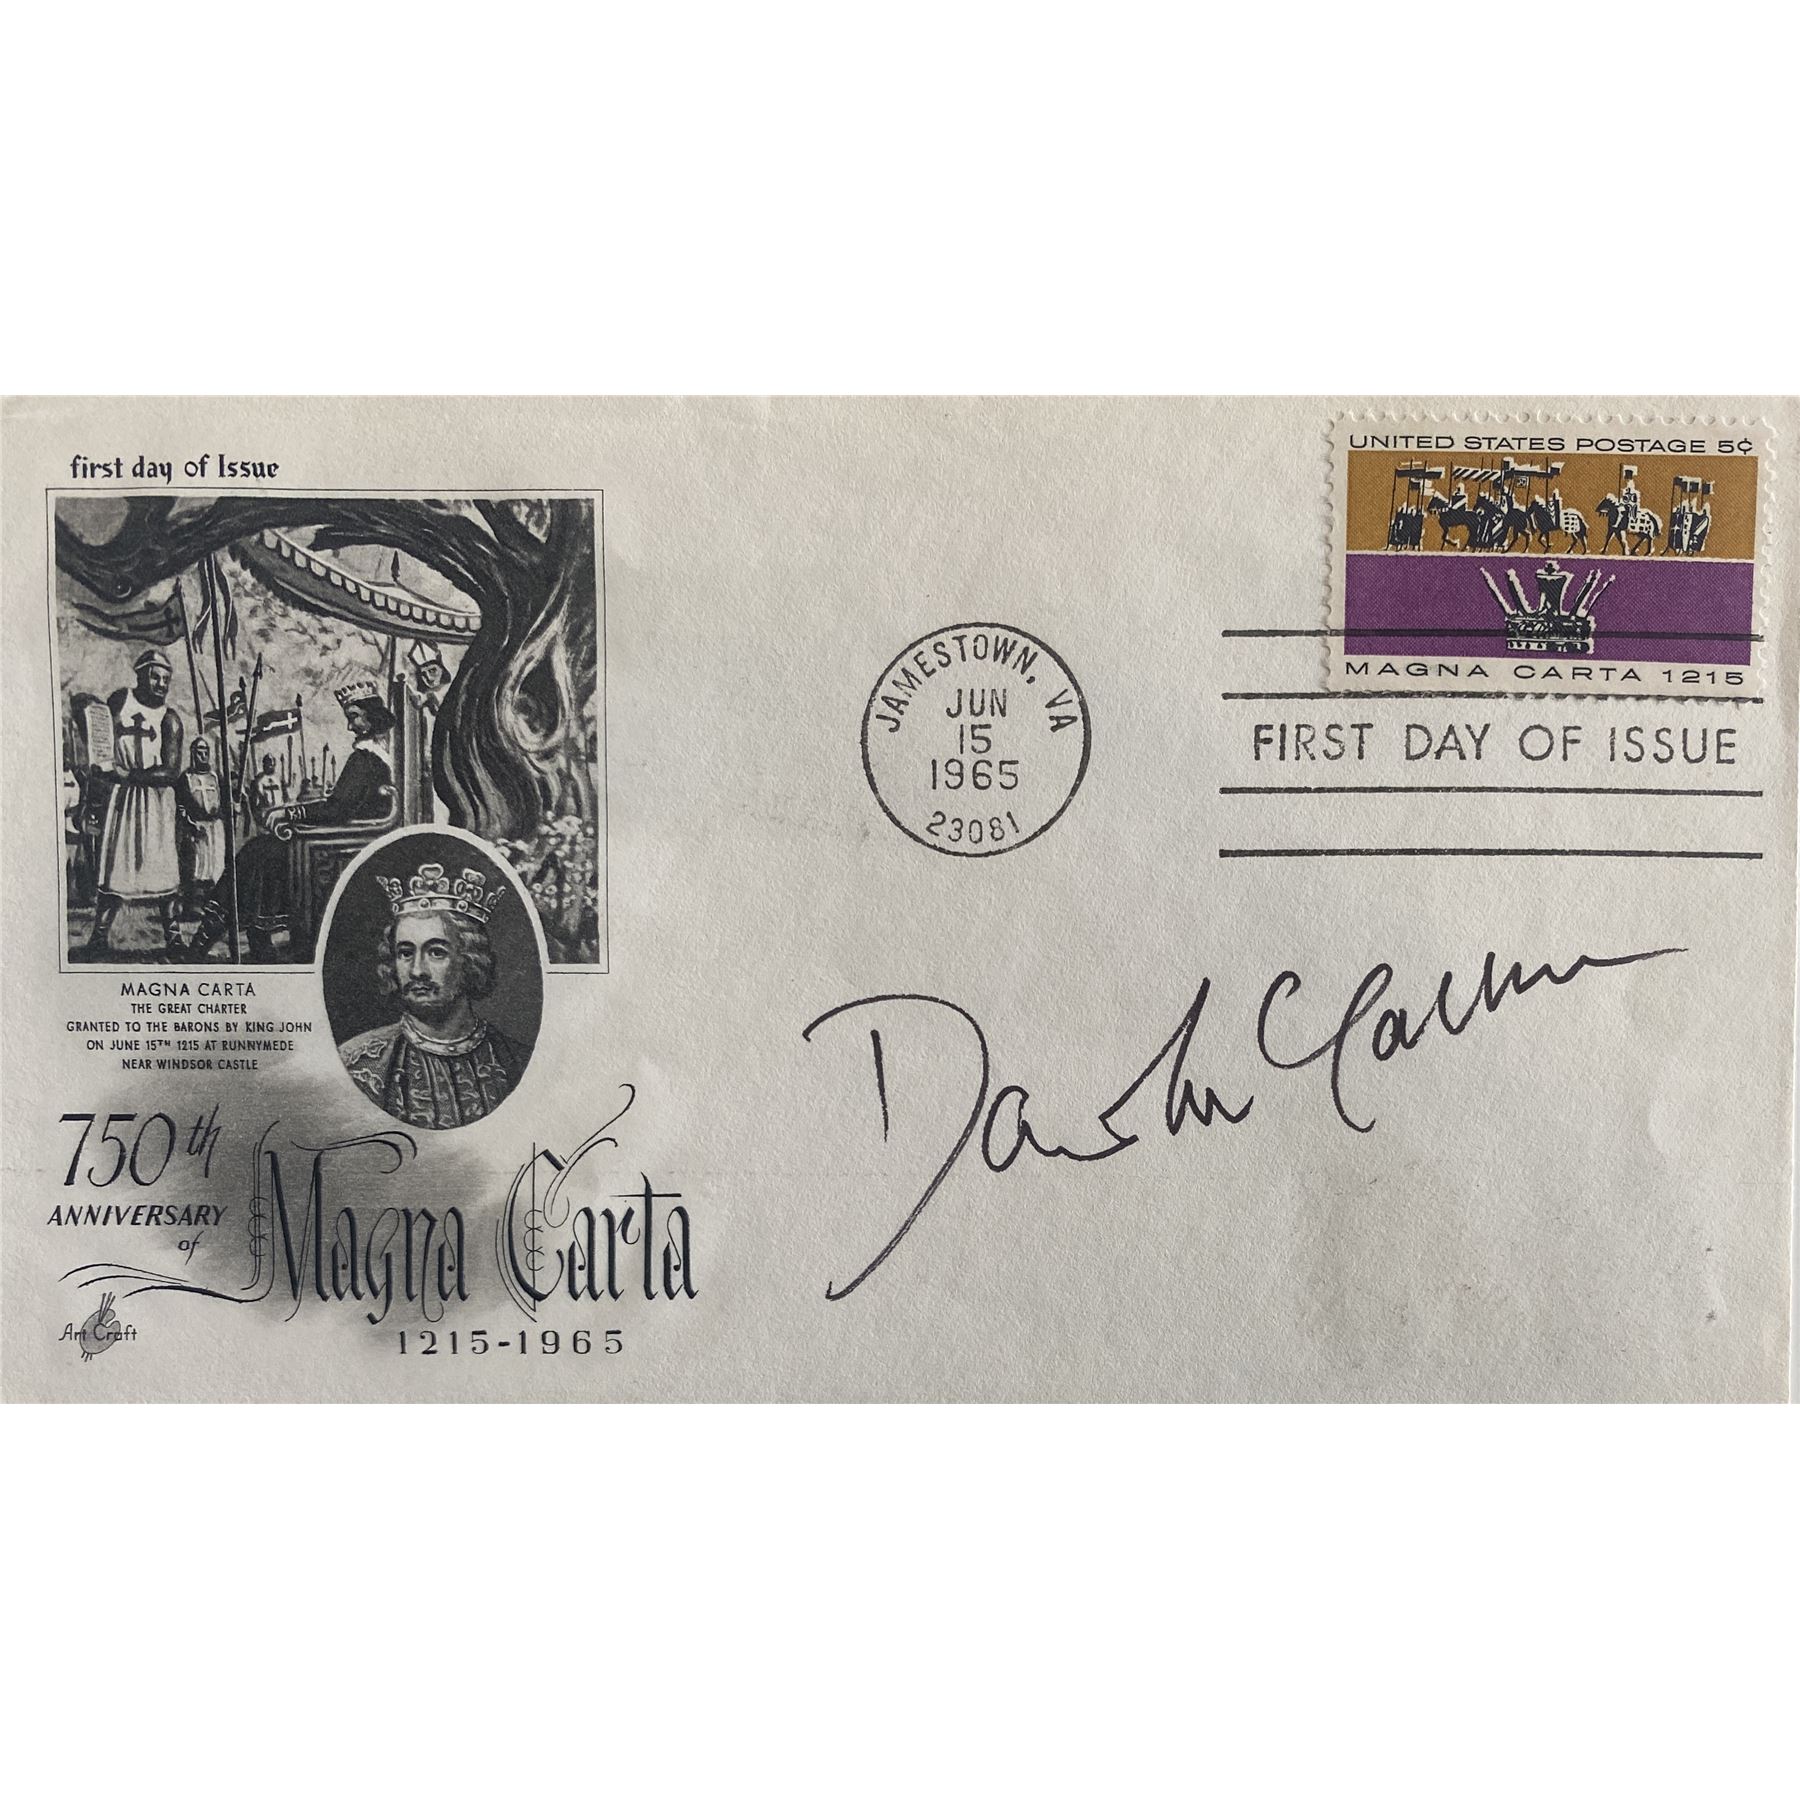 first day of Issue
MAGNA CARTA
THE GREAT CHARTER
GRANTED TO THE BARONS BY KING JOHN
ON JUNE 15TH 1215 AT RUNNYMEDE
NEAR WINDSOR CASTLE
750th
ANNIVERSARY
of
Magna Carta
1215-1965
Art Craft
JAMESTOWN, VA
JUN
15
1965
23081
UNITED STATES POSTAGE 5¢
MAGNA CARTA 1215
FIRST DAY OF ISSUE